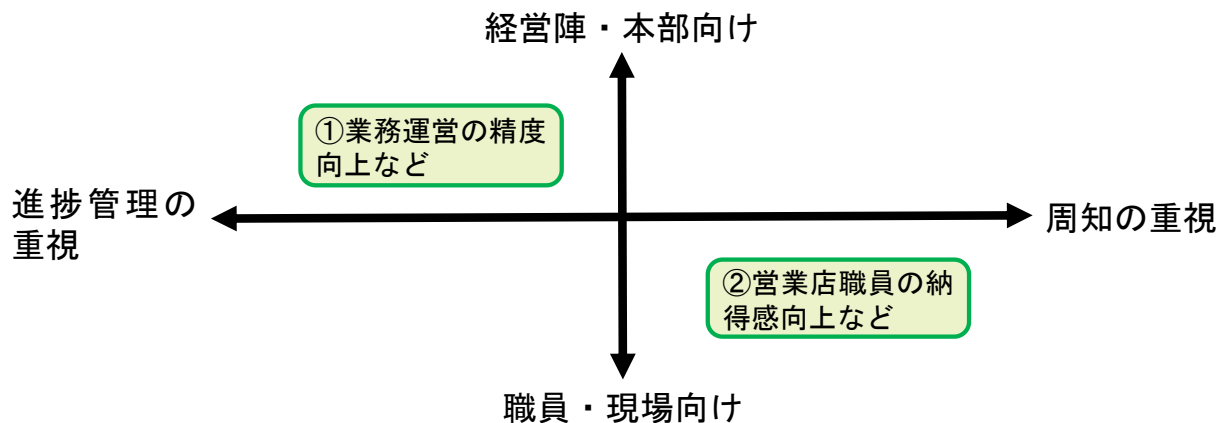 経営陣・本部向け
①業務運営の精度
向上など
進捗管理の
重視
周知の重視
②営業店職員の納
得感向上など
職員・現場向け